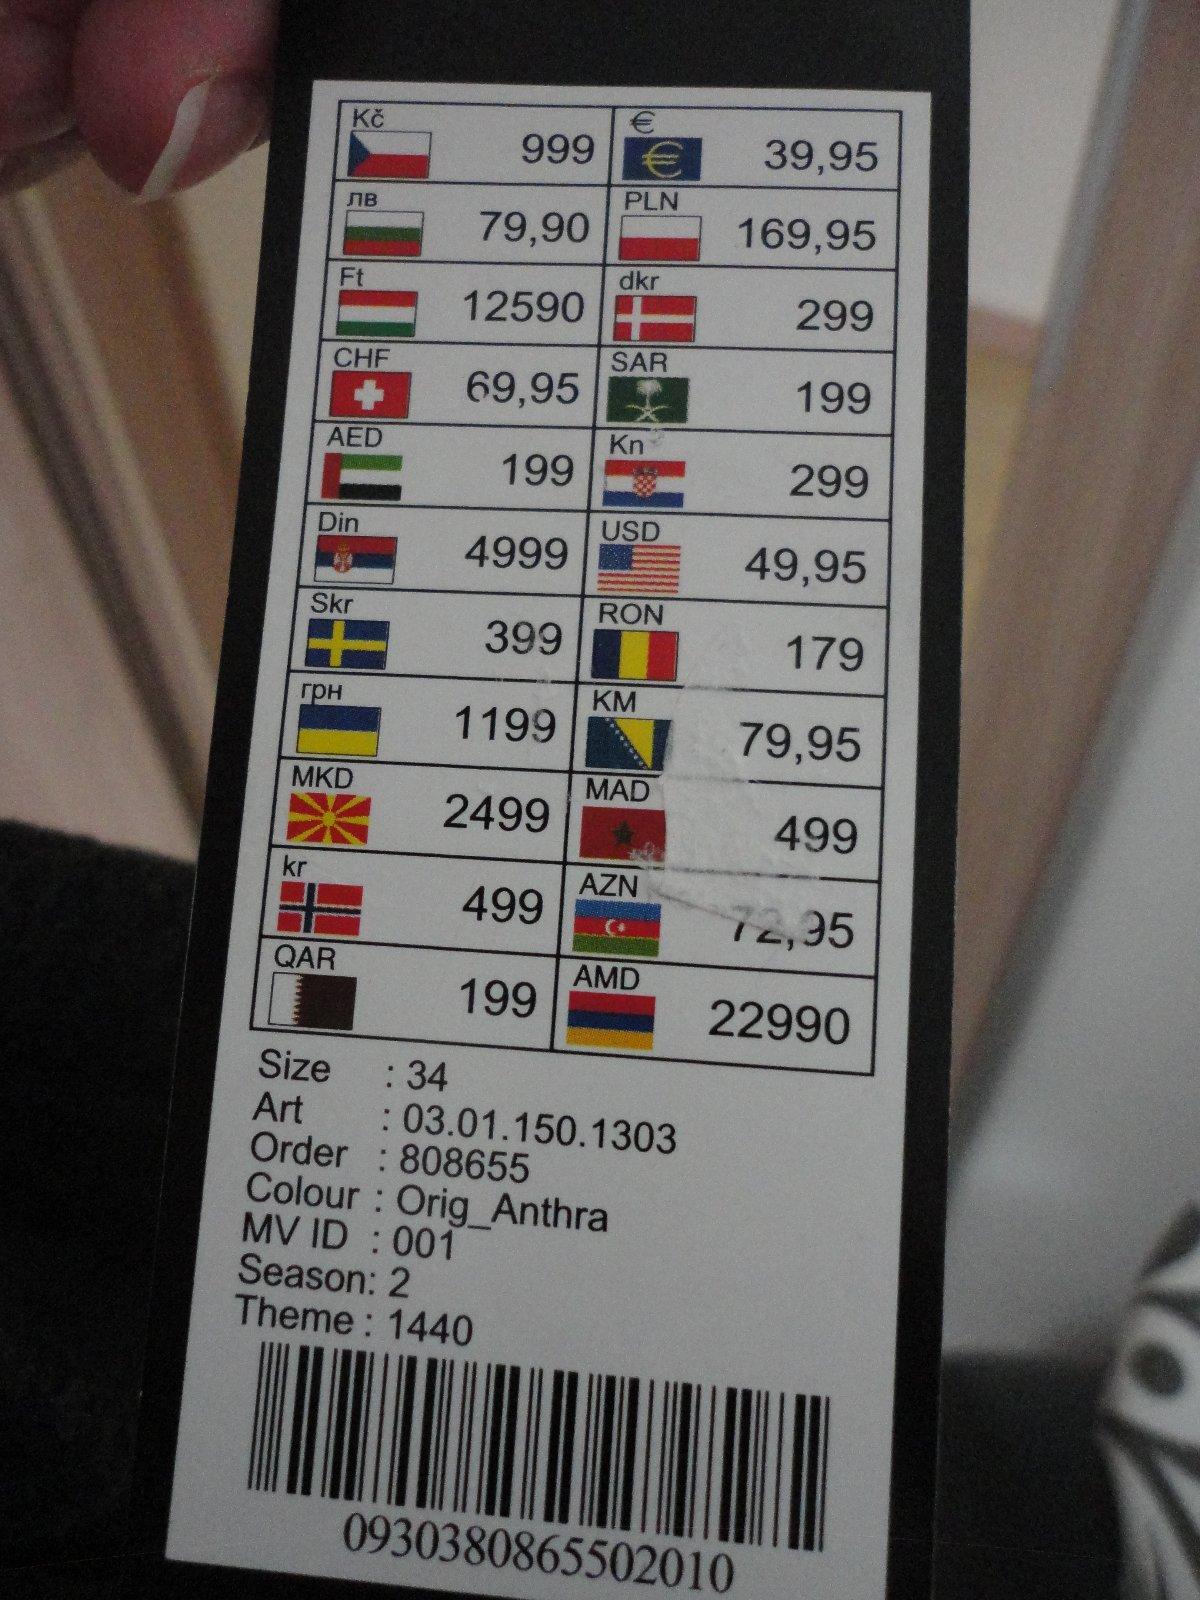 Kč 999 € 39,95
лв 79,90 PLN 169,95
Ft 12590 dkr 299
CHF 69,95 SAR 199
AED 199 Kn 299
Din 4999 USD 49,95
Skr 399 RON 179
грн 1199 KM 79,95
MKD 2499 MAD 499
kr 499 AZN 72,95
QAR 199 AMD 22990
Size : 34
Art : 03.01.150.1303
Order : 808655
Colour : Orig_Anthra
MV ID : 001
Season: 2
Theme : 1440
0930380865502010